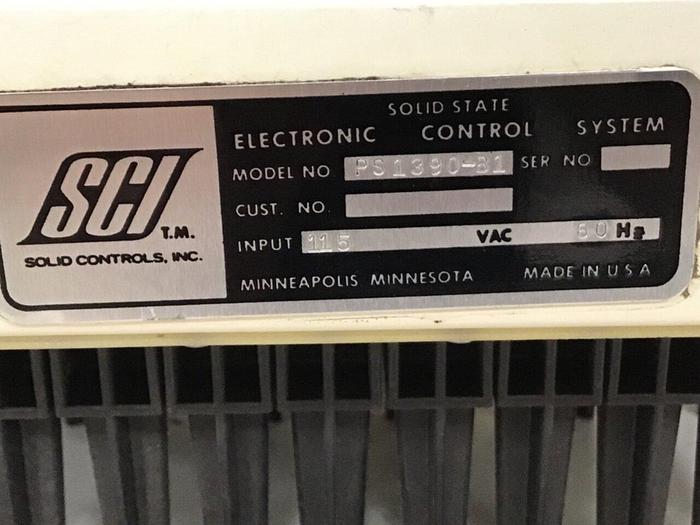 SCI T.M.
SOLID CONTROLS, INC.
SOLID STATE
ELECTRONIC CONTROL SYSTEM
MODEL NO PS1390-B1 SER NO
CUST. NO.
INPUT 115 VAC 60 Hz
MINNEAPOLIS MINNESOTA MADE IN U S A